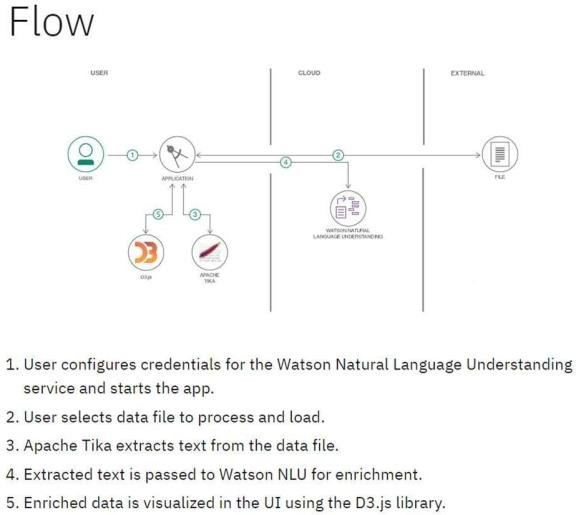 Flow
USER
CLOUD
EXTERNAL
1
2
4
USER
APPLICATION
FILE
5
3
WATSON NATURAL
LANGUAGE UNDERSTANDING
D3.js
APACHE
TIKA
1. User configures credentials for the Watson Natural Language Understanding
service and starts the app.
2. User selects data file to process and load.
3. Apache Tika extracts text from the data file.
4. Extracted text is passed to Watson NLU for enrichment.
5. Enriched data is visualized in the UI using the D3.js library.